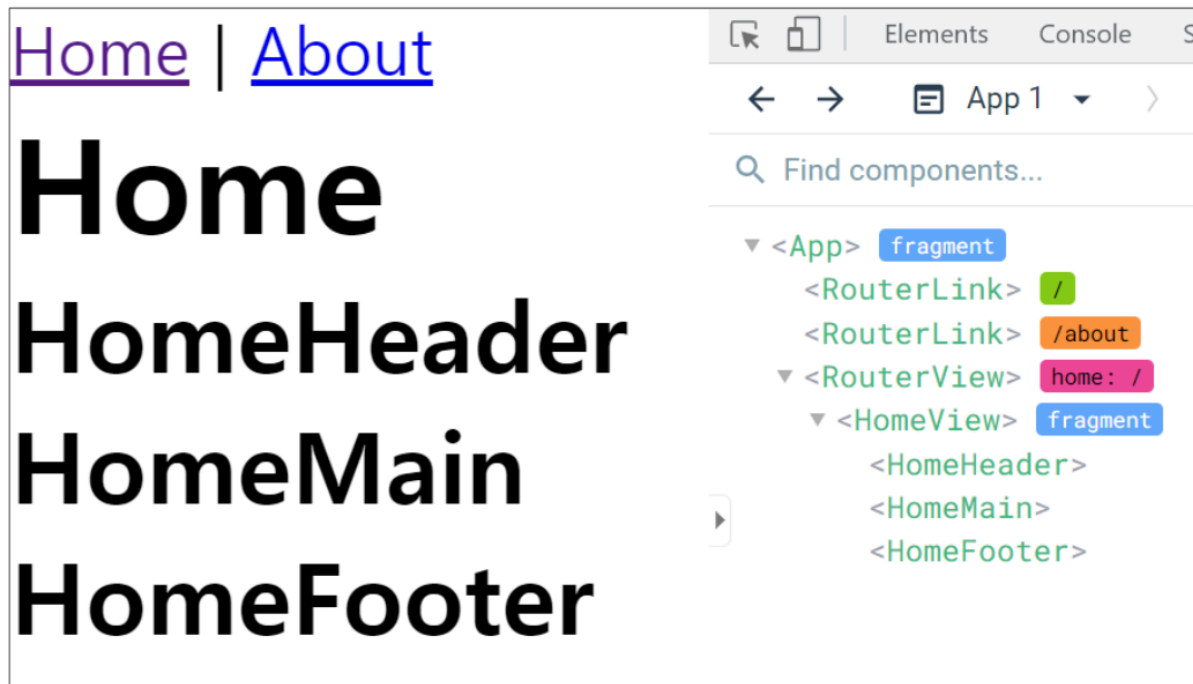 Home | About
Home
HomeHeader
HomeMain
HomeFooter
Elements Console S
App 1
Find components...
<App> fragment
<RouterLink> /
<RouterLink> /about
<RouterView> home: /
<HomeView> fragment
<HomeHeader>
<HomeMain>
<HomeFooter>